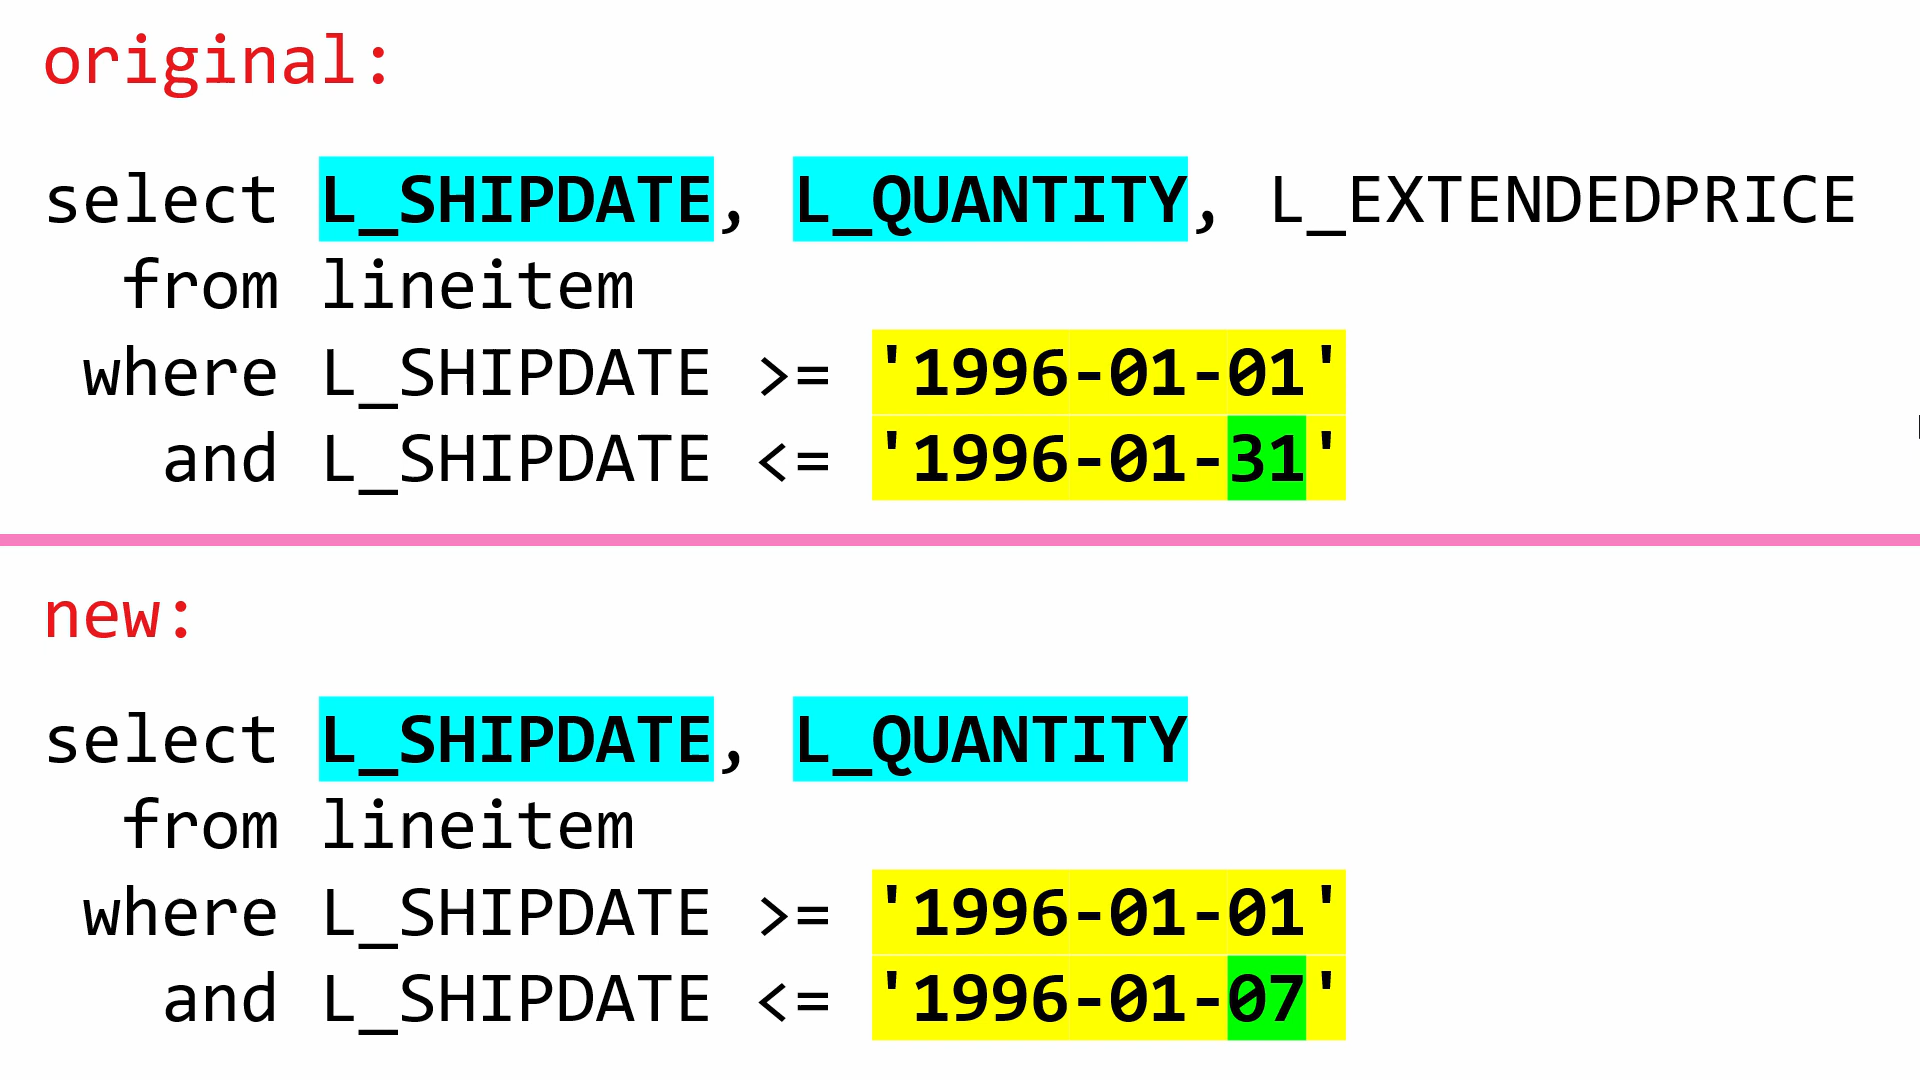 original:
select L_SHIPDATE, L_QUANTITY, L_EXTENDEDPRICE
from lineitem
where L_SHIPDATE >= '1996-01-01'
and L_SHIPDATE <= '1996-01-31'
new:
select L_SHIPDATE, L_QUANTITY
from lineitem
where L_SHIPDATE >= '1996-01-01'
and L_SHIPDATE <= '1996-01-07'